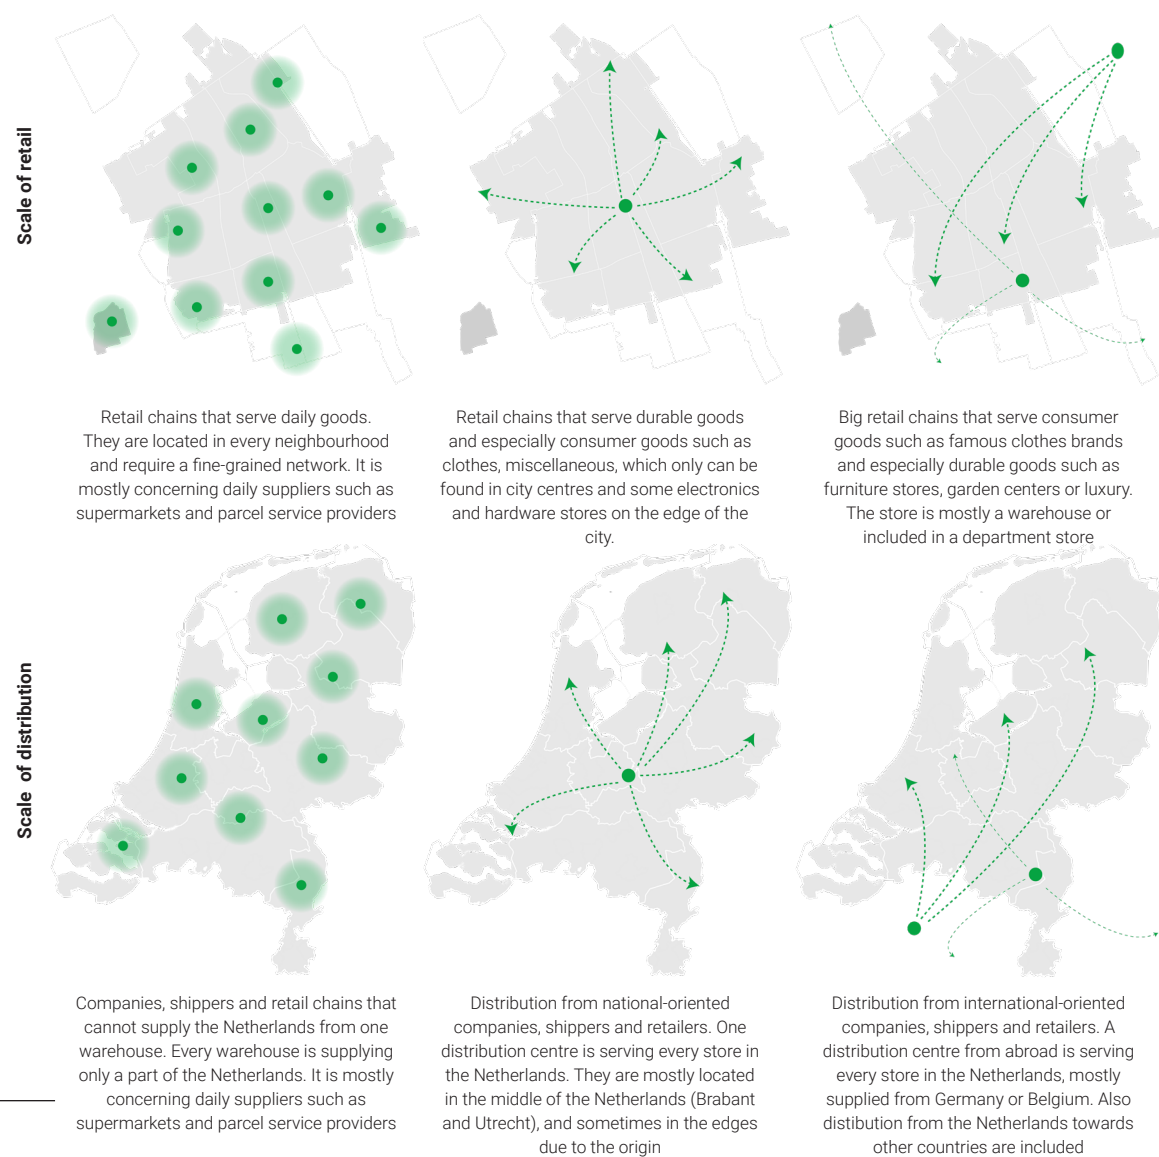 Scale of retail
Retail chains that serve daily goods.
They are located in every neighbourhood
and require a fine-grained network. It is
mostly concerning daily suppliers such as
supermarkets and parcel service providers
Retail chains that serve durable goods
and especially consumer goods such as
clothes, miscellaneous, which only can be
found in city centres and some electronics
and hardware stores on the edge of the
city.
Big retail chains that serve consumer
goods such as famous clothes brands
and especially durable goods such as
furniture stores, garden centers or luxury.
The store is mostly a warehouse or
included in a department store
Scale of distribution
Companies, shippers and retail chains that
cannot supply the Netherlands from one
warehouse. Every warehouse is supplying
only a part of the Netherlands. It is mostly
concerning daily suppliers such as
supermarkets and parcel service providers
Distribution from national-oriented
companies, shippers and retailers. One
distribution centre is serving every store in
the Netherlands. They are mostly located
in the middle of the Netherlands (Brabant
and Utrecht), and sometimes in the edges
due to the origin
Distribution from international-oriented
companies, shippers and retailers. A
distribution centre from abroad is serving
every store in the Netherlands, mostly
supplied from Germany or Belgium. Also
distibution from the Netherlands towards
other countries are included